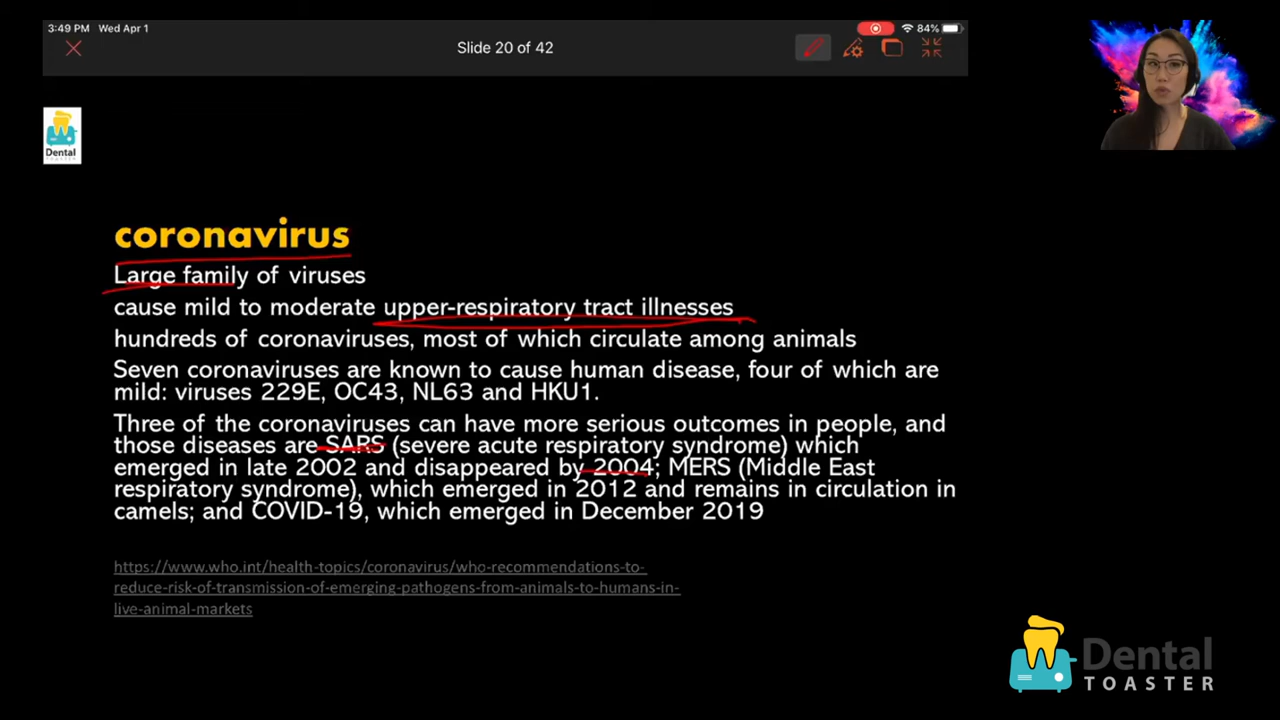 3:49 PM Wed Apr 1
84%
Slide 20 of 42
Dental
TOASTER
coronavirus
Large family of viruses
cause mild to moderate upper-respiratory tract illnesses
hundreds of coronaviruses, most of which circulate among animals
Seven coronaviruses are known to cause human disease, four of which are
mild: viruses 229E, OC43, NL63 and HKU1.
Three of the coronaviruses can have more serious outcomes in people, and
those diseases are SARS (severe acute respiratory syndrome) which
emerged in late 2002 and disappeared by 2004; MERS (Middle East
respiratory syndrome), which emerged in 2012 and remains in circulation in
camels; and COVID-19, which emerged in December 2019
https://www.who.int/health-topics/coronavirus/who-recommendations-to-
reduce-risk-of-transmission-of-emerging-pathogens-from-animals-to-humans-in-
live-animal-markets
Dental
TOASTER